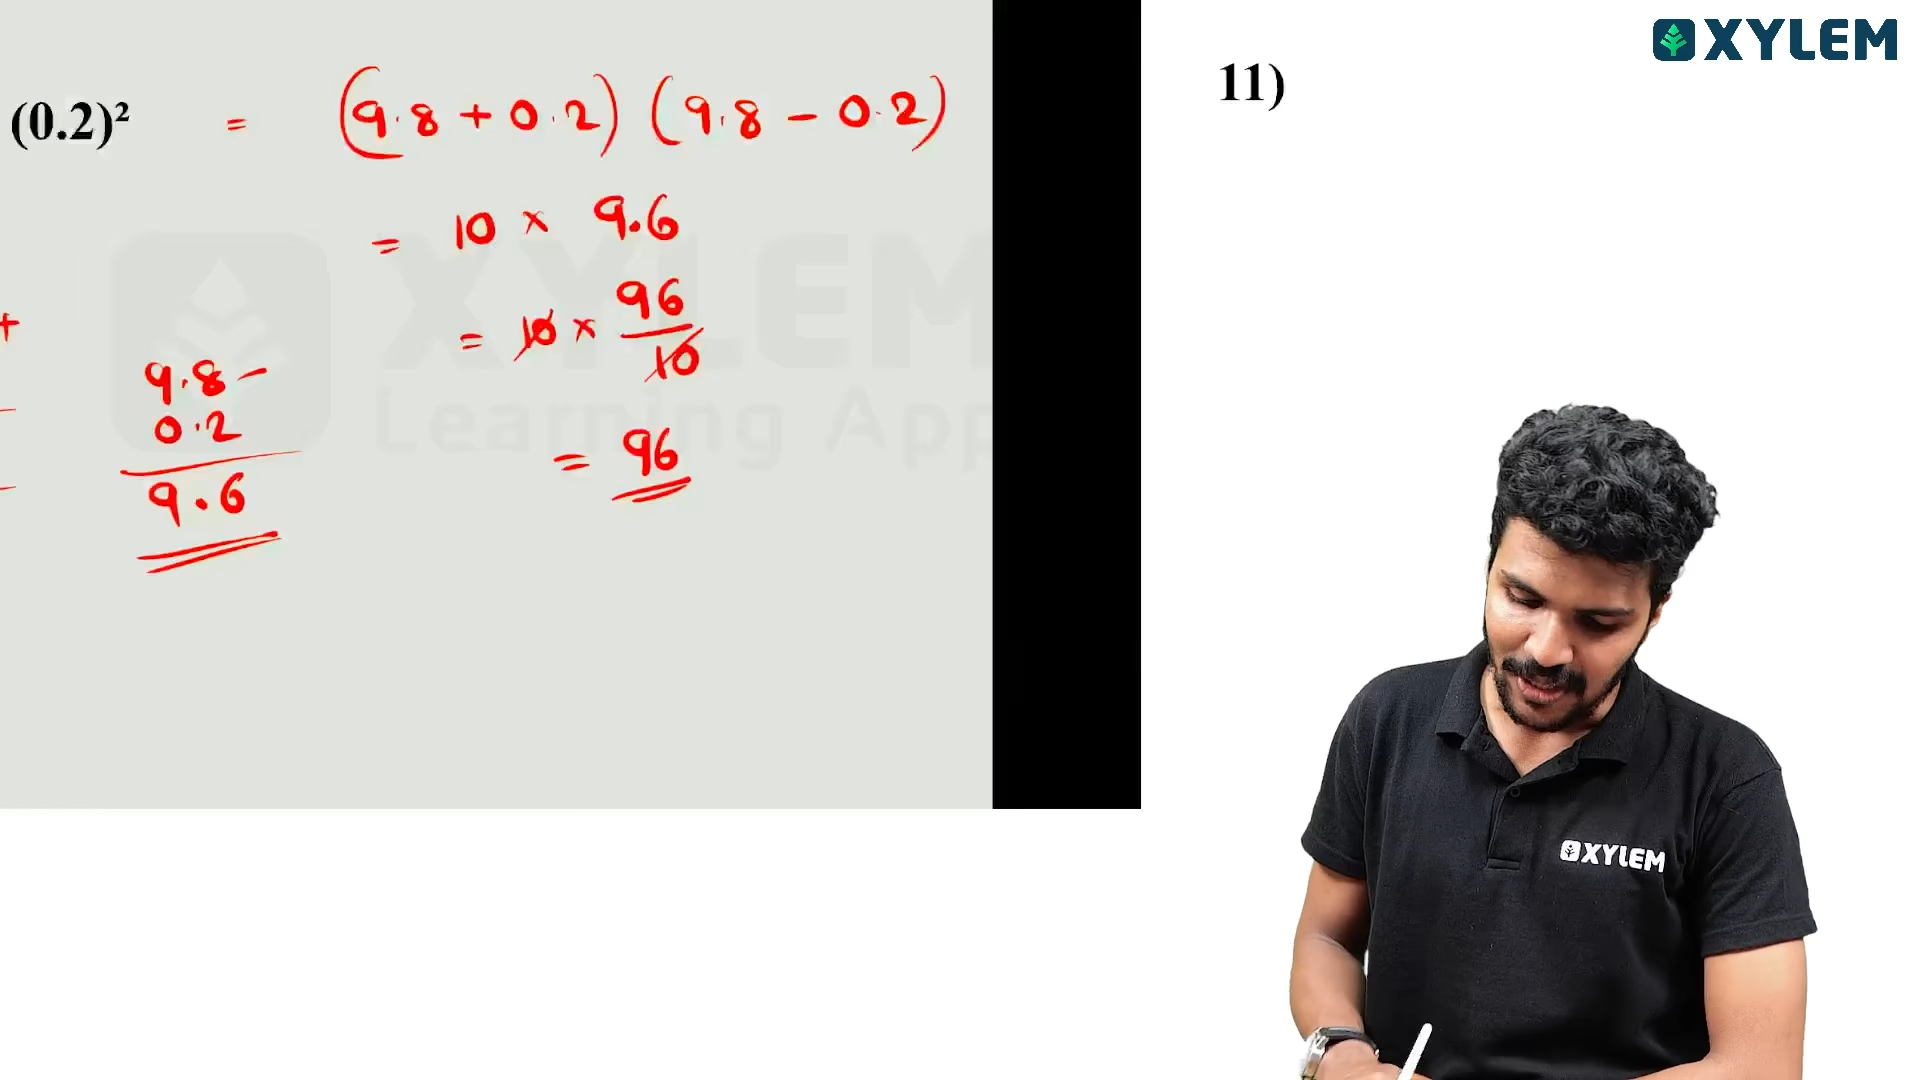 XYLEM
11)
(0.2)² = (9.8 + 0.2) (9.8 - 0.2)
= 10 × 9.6
= 10 × 96/10
= 96
+
9.8 -
0.2
9.6
XYLEM
Learning App
XYLEM